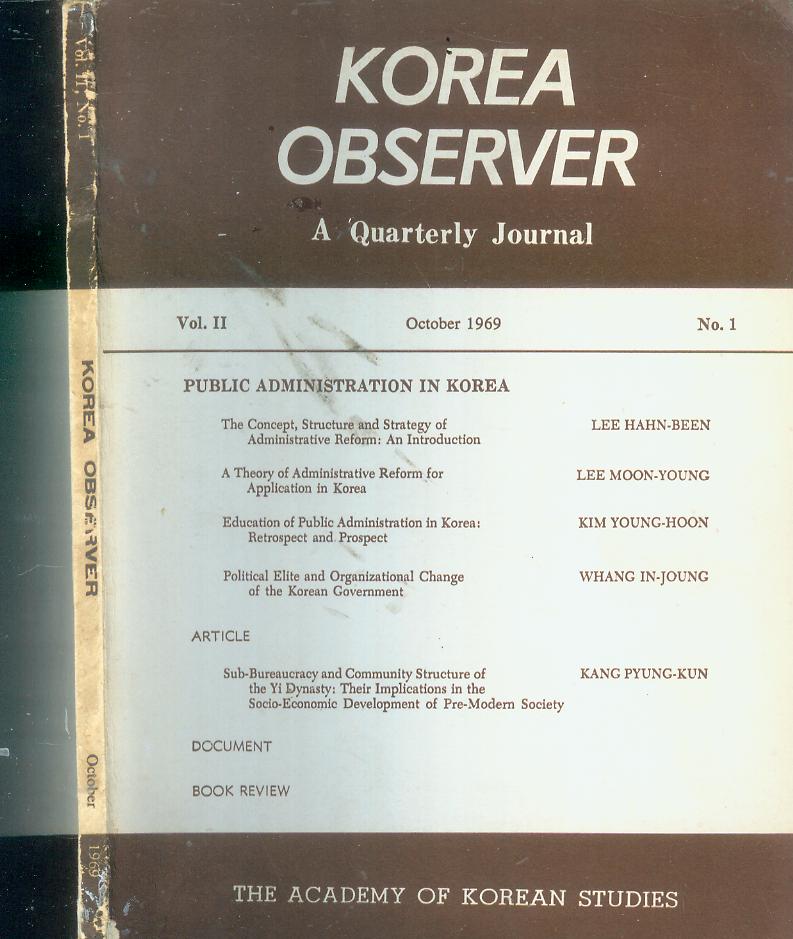 Vol. II, No. 1
KOREA OBSERVER
October
1969
KOREA
OBSERVER
A Quarterly Journal
Vol. II October 1969 No. 1
PUBLIC ADMINISTRATION IN KOREA
The Concept, Structure and Strategy of LEE HAHN-BEEN
Administrative Reform: An Introduction
A Theory of Administrative Reform for LEE MOON-YOUNG
Application in Korea
Education of Public Administration in Korea: KIM YOUNG-HOON
Retrospect and Prospect
Political Elite and Organizational Change WHANG IN-JOUNG
of the Korean Government
ARTICLE
Sub-Bureaucracy and Community Structure of KANG PYUNG-KUN
the Yi Dynasty: Their Implications in the
Socio-Economic Development of Pre-Modern Society
DOCUMENT
BOOK REVIEW
THE ACADEMY OF KOREAN STUDIES